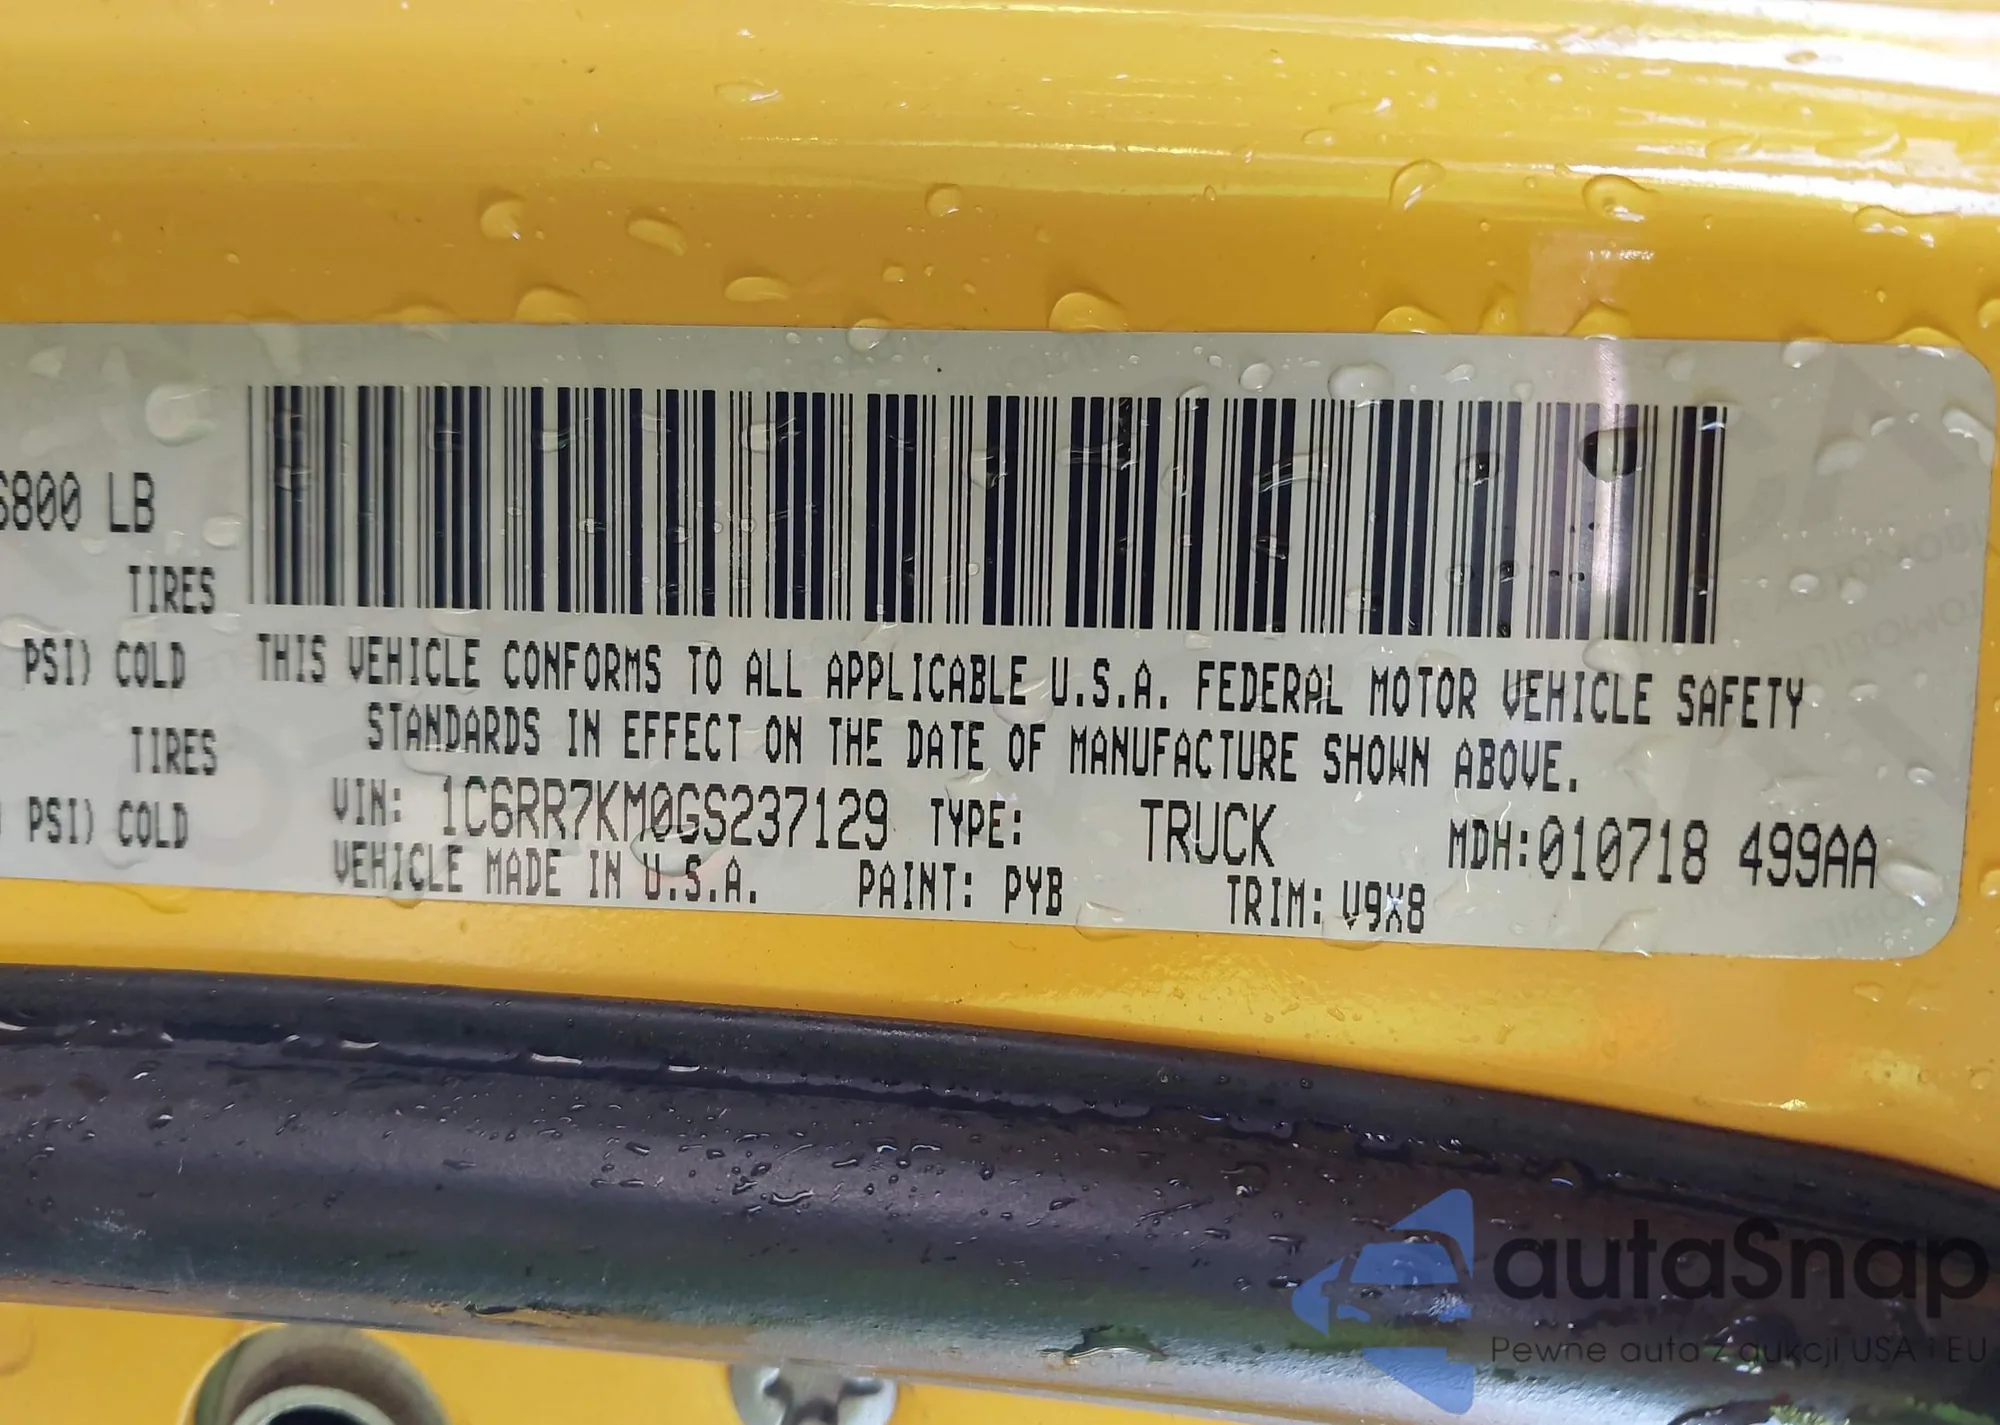 6800 LB
TIRES
PSI) COLD
TIRES
PSI) COLD
THIS VEHICLE CONFORMS TO ALL APPLICABLE U.S.A. FEDERAL MOTOR VEHICLE SAFETY
STANDARDS IN EFFECT ON THE DATE OF MANUFACTURE SHOWN ABOVE.
VIN: 1C6RR7KM0GS237129 TYPE: TRUCK MDH:010718 499AA
VEHICLE MADE IN U.S.A. PAINT: PYB TRIM: V9X8
autaSnap
Pewne auta z aukcji USA i EU